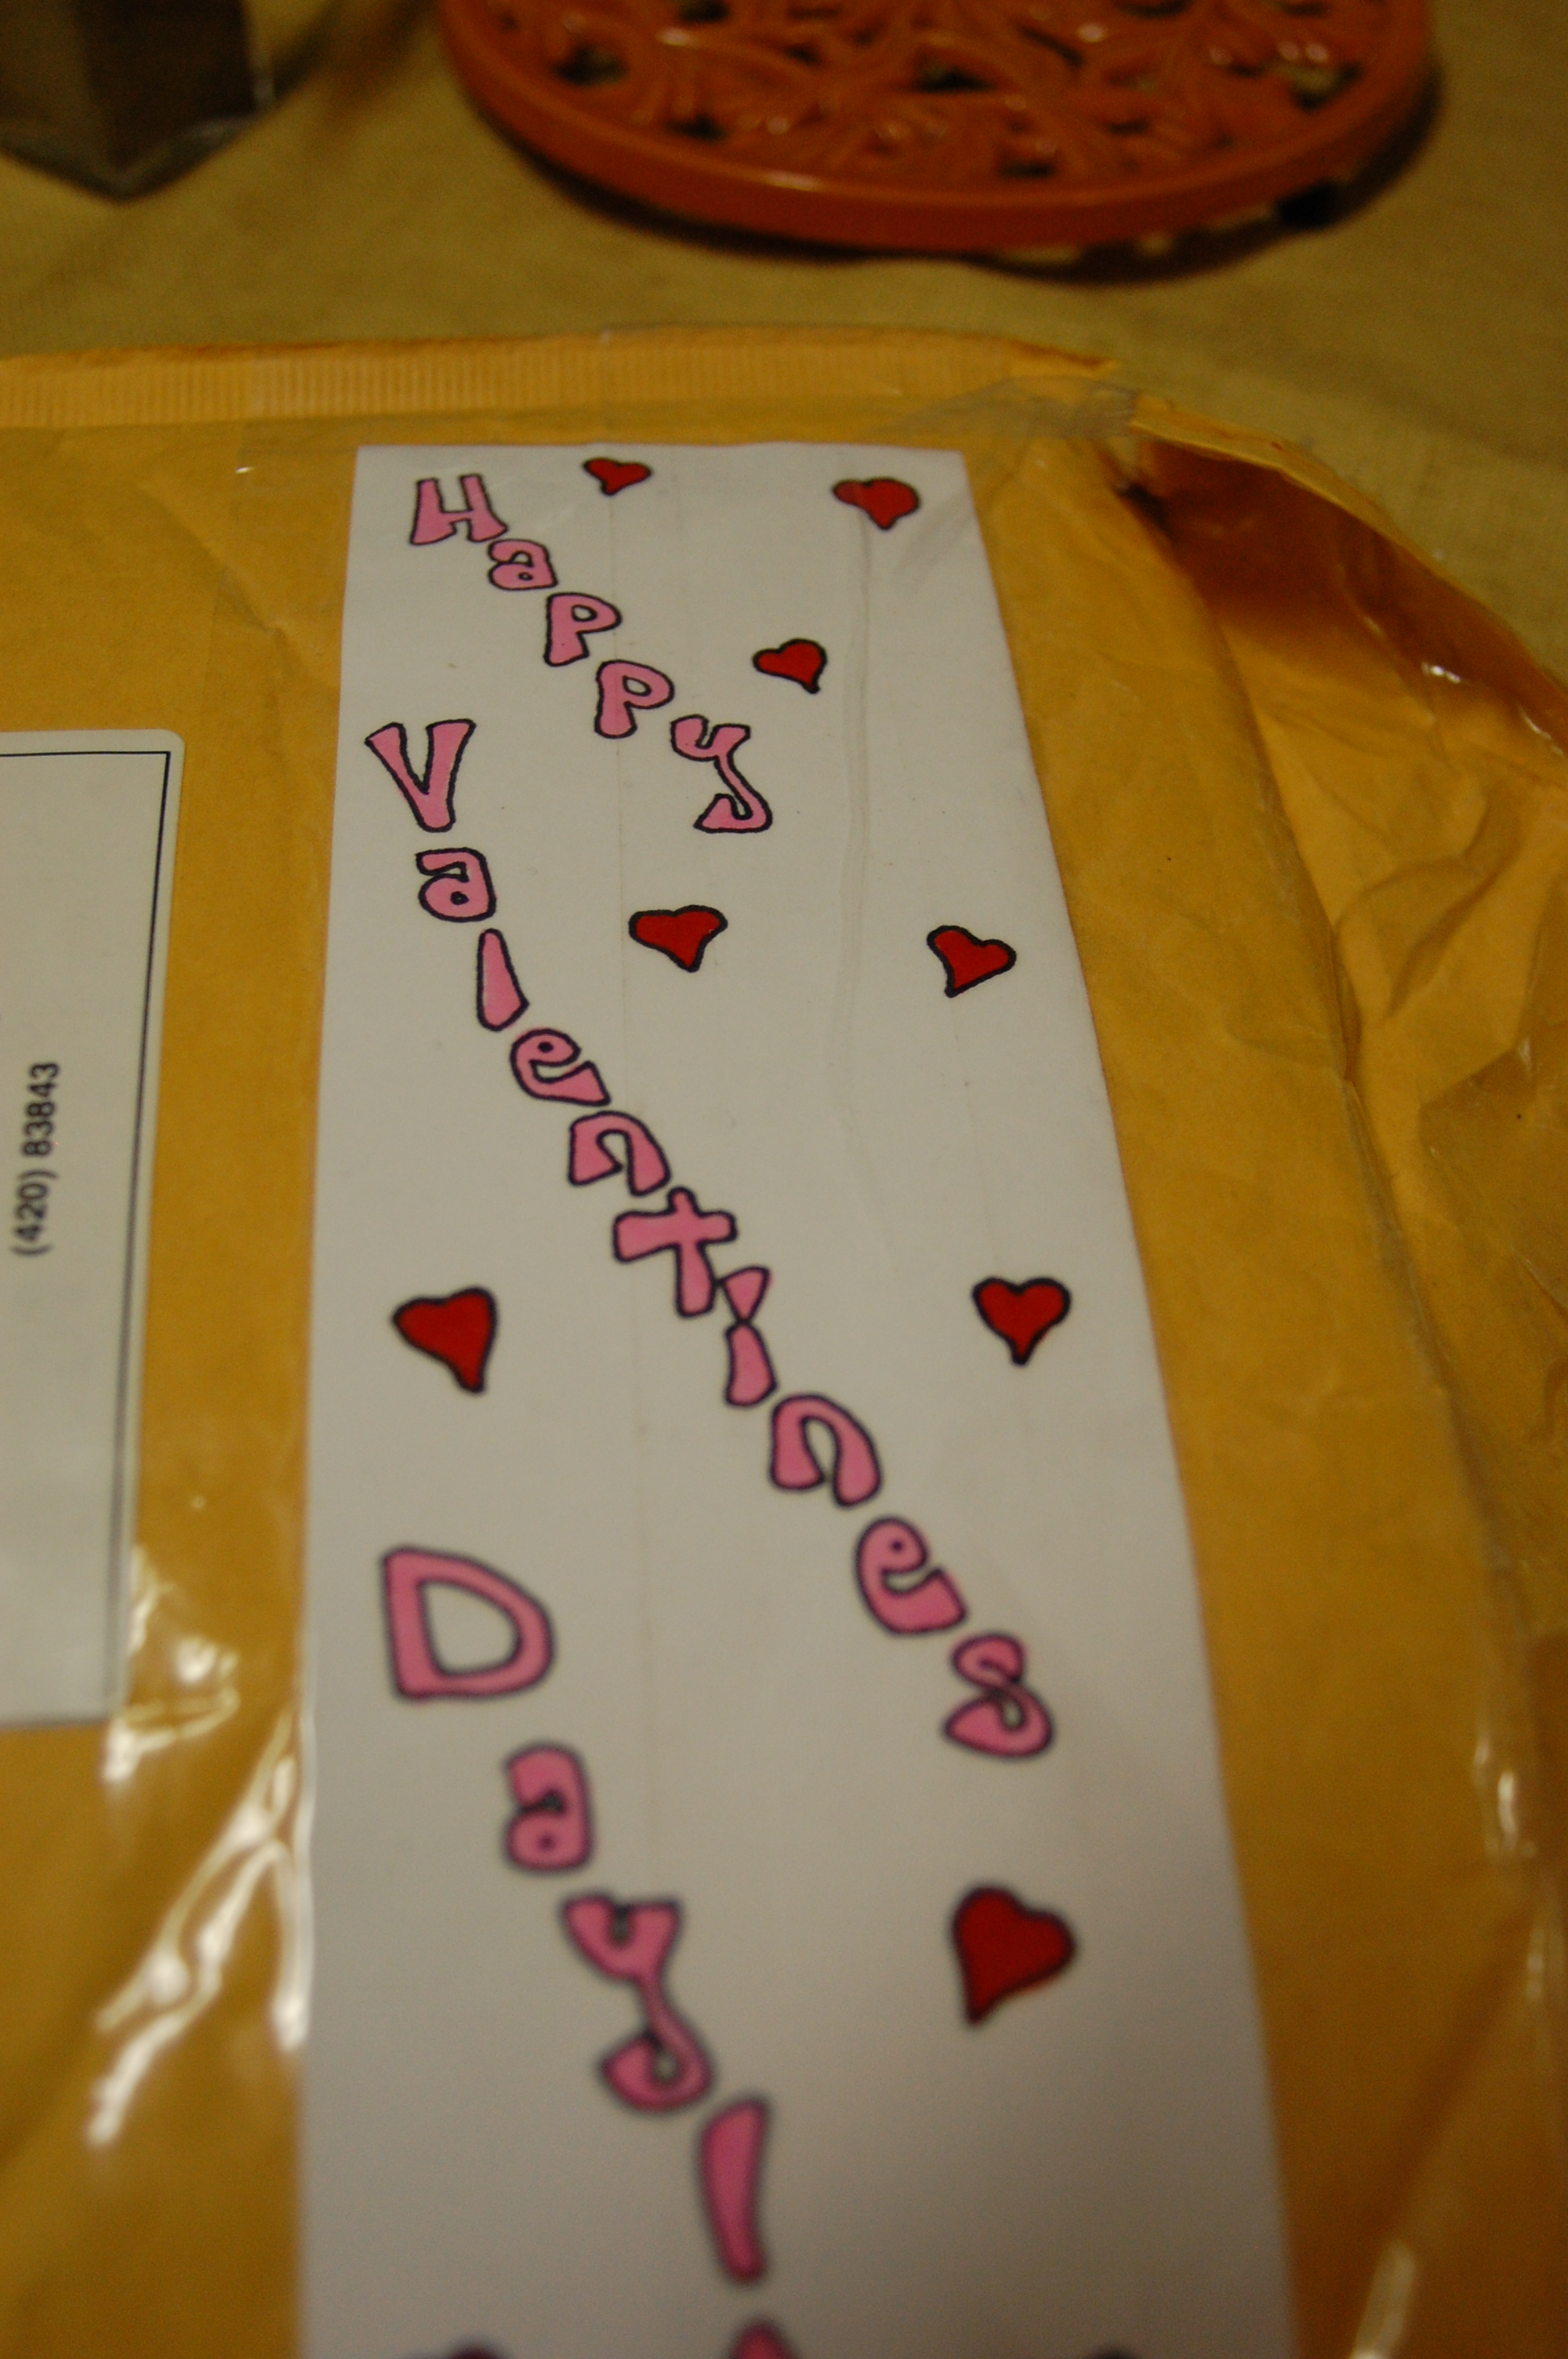 Happy
Valentines
Day!
(420) 83843